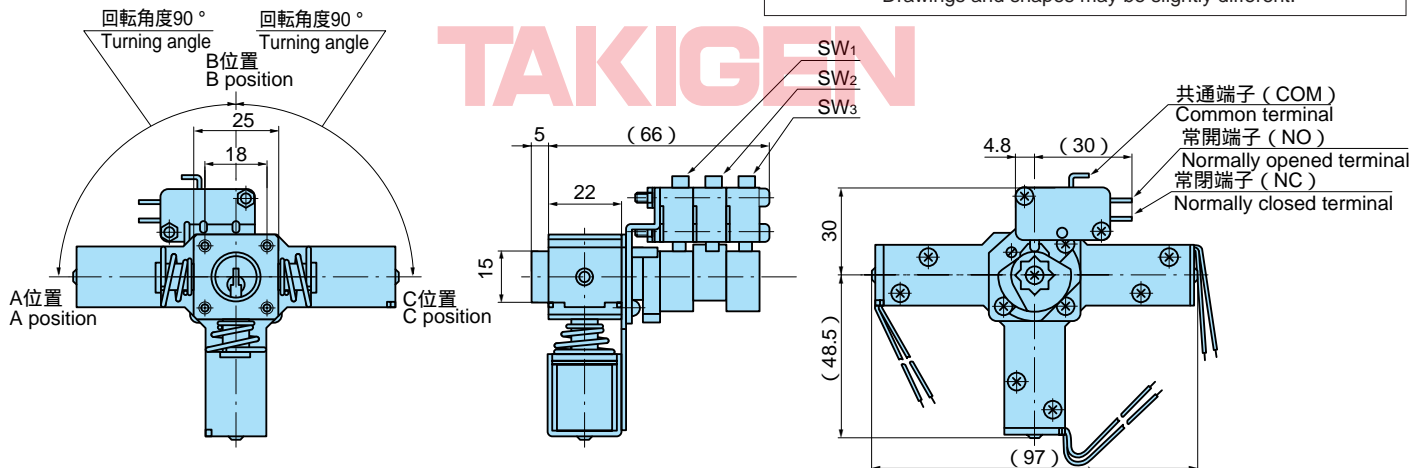 Drawings and shapes may be slightly different.
TAKIGEN
回転角度90 °
Turning angle
回転角度90 °
Turning angle
B位置
B position
25
18
A位置
A position
C位置
C position
SW1
SW2
SW3
5
(66)
22
15
共通端子(COM)
Common terminal
常開端子(NO)
Normally opened terminal
常閉端子(NC)
Normally closed terminal
4.8
(30)
30
(48.5)
(97)